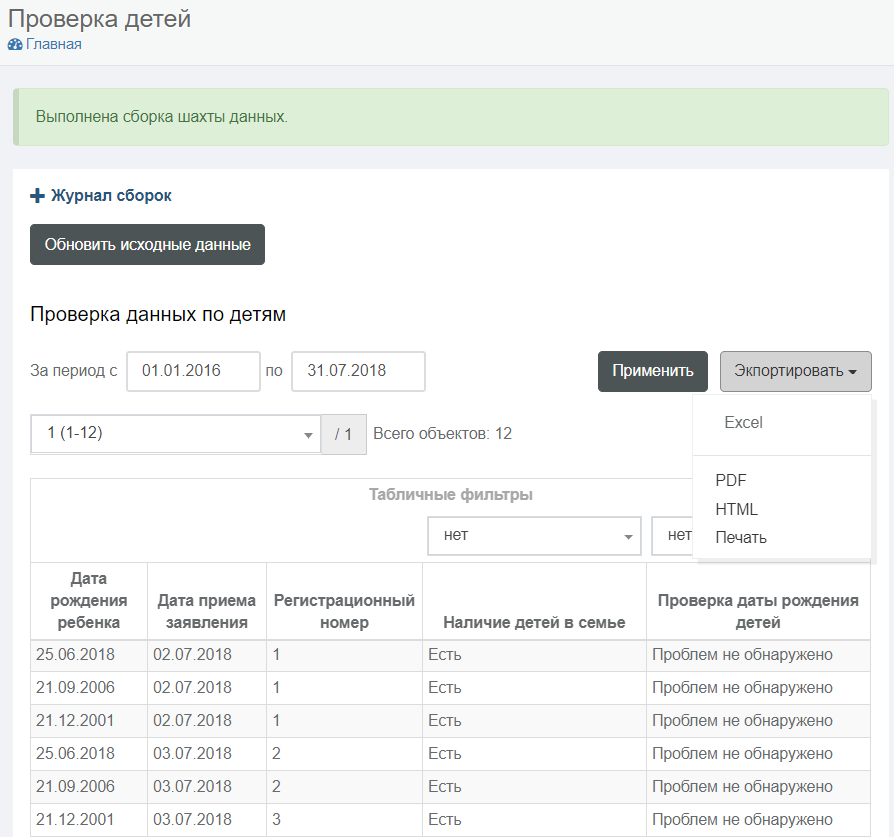 Проверка детей
Главная
Выполнена сборка шахты данных.
Журнал сборок
Обновить исходные данные
Проверка данных по детям
За период с 01.01.2016 по 31.07.2018 Применить Экпортировать
1 (1-12) / 1 Всего объектов: 12
Excel
PDF
HTML
Печать
Табличные фильтры
нет нет
Дата рождения ребенка Дата приема заявления Регистрационный номер Наличие детей в семье Проверка даты рождения детей
25.06.2018 02.07.2018 1 Есть Проблем не обнаружено
21.09.2006 02.07.2018 1 Есть Проблем не обнаружено
21.12.2001 02.07.2018 1 Есть Проблем не обнаружено
25.06.2018 03.07.2018 2 Есть Проблем не обнаружено
21.09.2006 03.07.2018 2 Есть Проблем не обнаружено
21.12.2001 03.07.2018 3 Есть Проблем не обнаружено